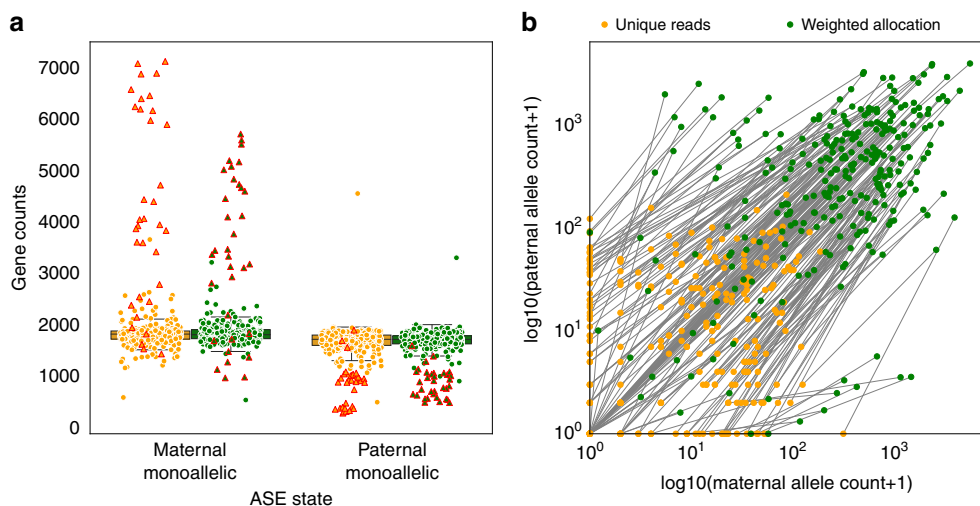 a
7000
6000
5000
4000
3000
2000
1000
0
Gene counts
Maternal monoallelic
Paternal monoallelic
ASE state
b
Unique reads
Weighted allocation
10^3
10^2
10^1
10^0
log10(paternal allele count+1)
10^0
10^1
10^2
10^3
log10(maternal allele count+1)